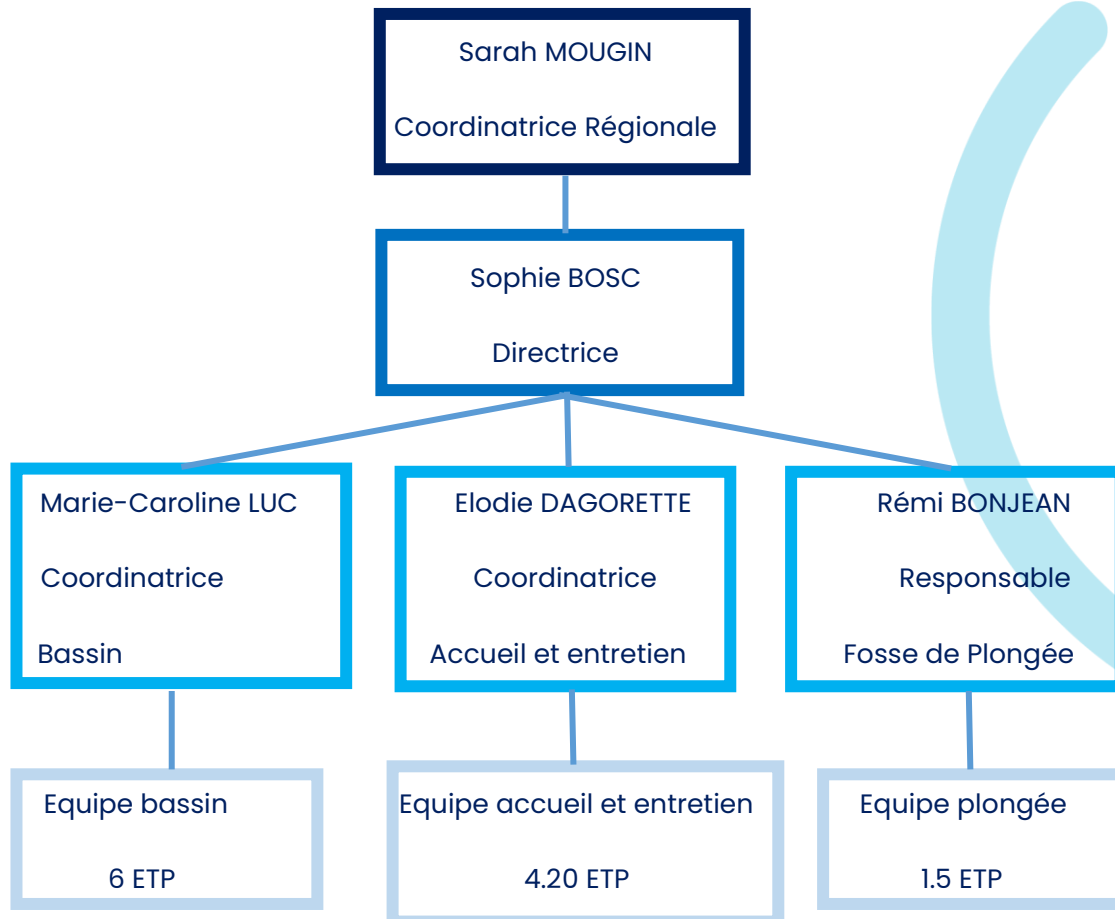 Sarah MOUGIN
Coordinatrice Régionale
Sophie BOSC
Directrice
Marie-Caroline LUC
Coordinatrice
Bassin
Elodie DAGORETTE
Coordinatrice
Accueil et entretien
Rémi BONJEAN
Responsable
Fosse de Plongée
Equipe bassin
6 ETP
Equipe accueil et entretien
4.20 ETP
Equipe plongée
1.5 ETP